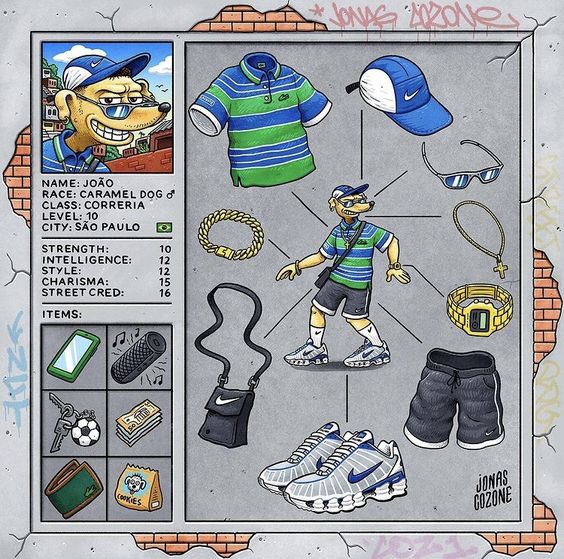 JONAS COZONE
NAME: JOÃO
RACE: CARAMEL DOG ♂
CLASS: CORRERIA
LEVEL: 10
CITY: SÃO PAULO
STRENGTH: 10
INTELLIGENCE: 12
STYLE: 12
CHARISMA: 15
STREET CRED: 16
ITEMS:
COOKIES
JONAS
COZONE